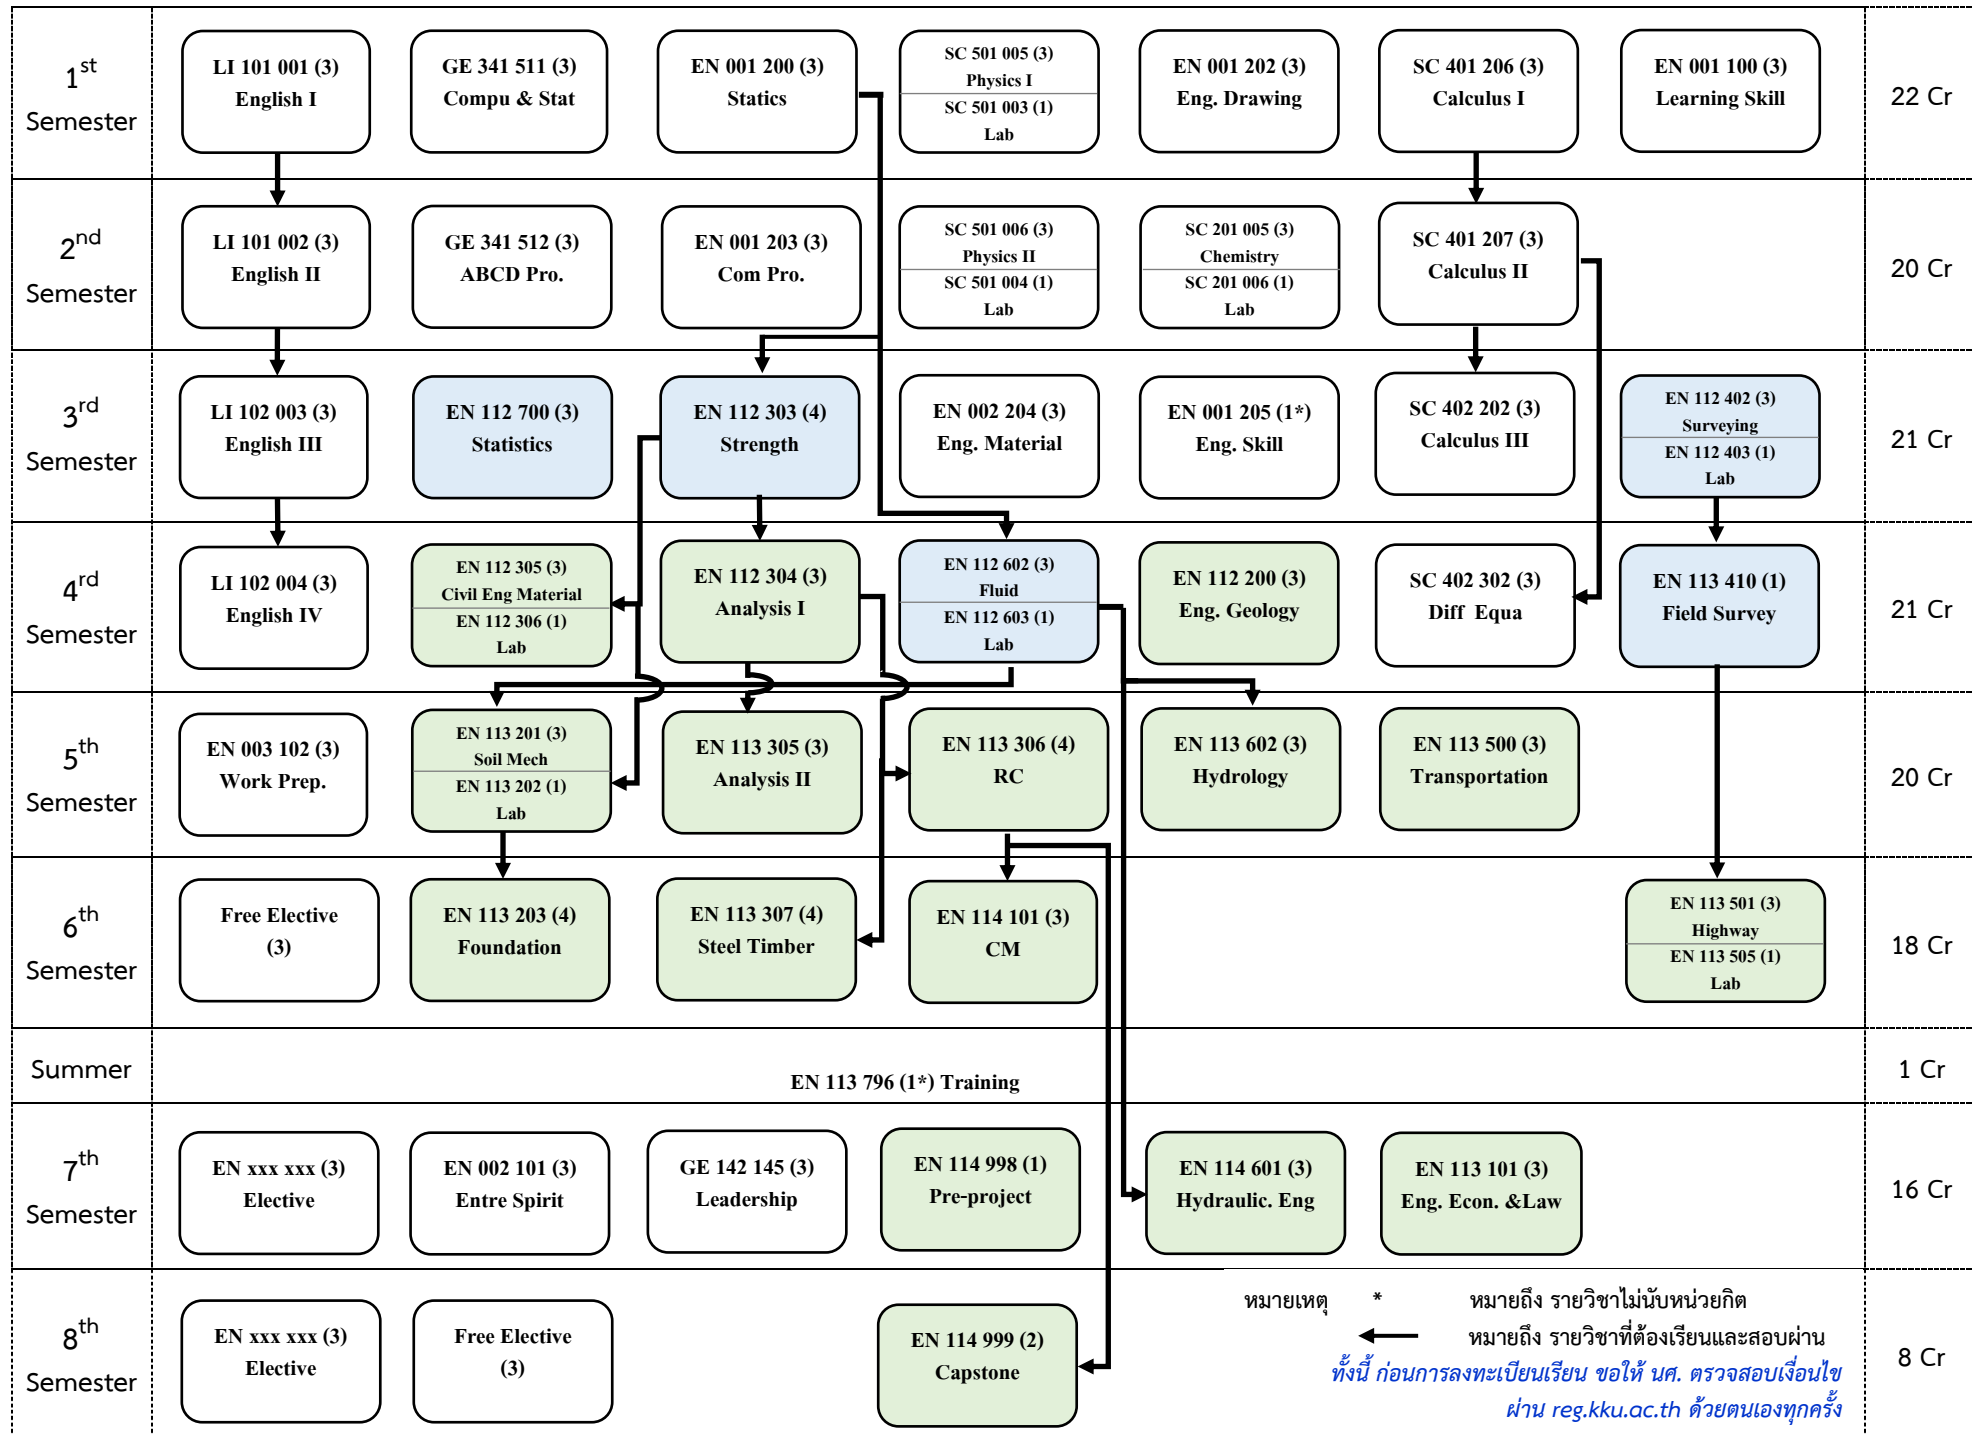 1st
Semester
LI 101 001 (3)
English I
GE 341 511 (3)
Compu & Stat
EN 001 200 (3)
Statics
SC 501 005 (3)
Physics I
SC 501 003 (1)
Lab
EN 001 202 (3)
Eng. Drawing
SC 401 206 (3)
Calculus I
EN 001 100 (3)
Learning Skill
22 Cr
2nd
Semester
LI 101 002 (3)
English II
GE 341 512 (3)
ABCD Pro.
EN 001 203 (3)
Com Pro.
SC 501 006 (3)
Physics II
SC 501 004 (1)
Lab
SC 201 005 (3)
Chemistry
SC 201 006 (1)
Lab
SC 401 207 (3)
Calculus II
20 Cr
3rd
Semester
LI 102 003 (3)
English III
EN 112 700 (3)
Statistics
EN 112 303 (4)
Strength
EN 002 204 (3)
Eng. Material
EN 001 205 (1*)
Eng. Skill
SC 402 202 (3)
Calculus III
EN 112 402 (3)
Surveying
EN 112 403 (1)
Lab
21 Cr
4rd
Semester
LI 102 004 (3)
English IV
EN 112 305 (3)
Civil Eng Material
EN 112 306 (1)
Lab
EN 112 304 (3)
Analysis I
EN 112 602 (3)
Fluid
EN 112 603 (1)
Lab
EN 112 200 (3)
Eng. Geology
SC 402 302 (3)
Diff Equa
EN 113 410 (1)
Field Survey
21 Cr
5th
Semester
EN 003 102 (3)
Work Prep.
EN 113 201 (3)
Soil Mech
EN 113 202 (1)
Lab
EN 113 305 (3)
Analysis II
EN 113 306 (4)
RC
EN 113 602 (3)
Hydrology
EN 113 500 (3)
Transportation
20 Cr
6th
Semester
Free Elective
(3)
EN 113 203 (4)
Foundation
EN 113 307 (4)
Steel Timber
EN 114 101 (3)
CM
EN 113 501 (3)
Highway
EN 113 505 (1)
Lab
18 Cr
Summer
EN 113 796 (1*) Training
1 Cr
7th
Semester
EN xxx xxx (3)
Elective
EN 002 101 (3)
Entre Spirit
GE 142 145 (3)
Leadership
EN 114 998 (1)
Pre-project
EN 114 601 (3)
Hydraulic. Eng
EN 113 101 (3)
Eng. Econ. &Law
16 Cr
8th
Semester
EN xxx xxx (3)
Elective
Free Elective
(3)
EN 114 999 (2)
Capstone
8 Cr
หมายเหตุ * หมายถึง รายวิชาไม่นับหน่วยกิต
หมายถึง รายวิชาที่ต้องเรียนและสอบผ่าน
ทั้งนี้ ก่อนการลงทะเบียนเรียน ขอให้ นศ. ตรวจสอบเงื่อนไข
ผ่าน reg.kku.ac.th ด้วยตนเองทุกครั้ง